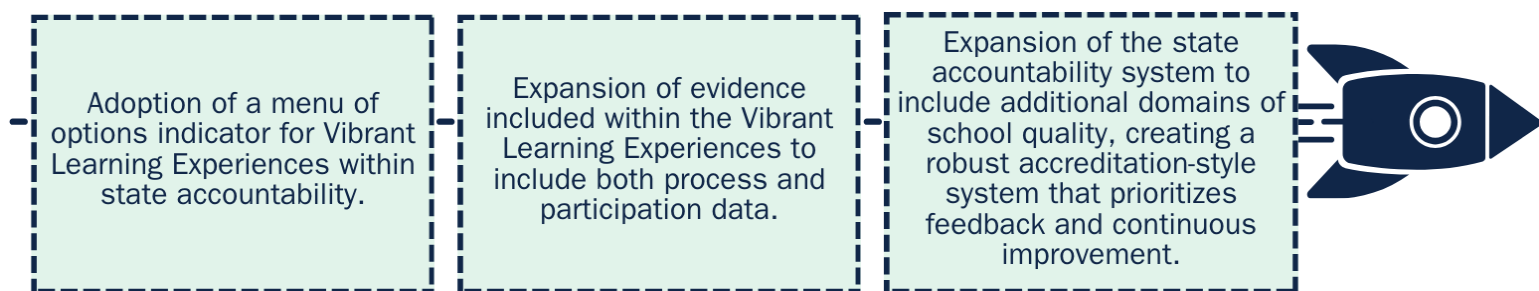 Adoption of a menu of
options indicator for Vibrant
Learning Experiences within
state accountability.
Expansion of evidence
included within the Vibrant
Learning Experiences to
include both process and
participation data.
Expansion of the state
accountability system to
include additional domains of
school quality, creating a
robust accreditation-style
system that prioritizes
feedback and continuous
improvement.